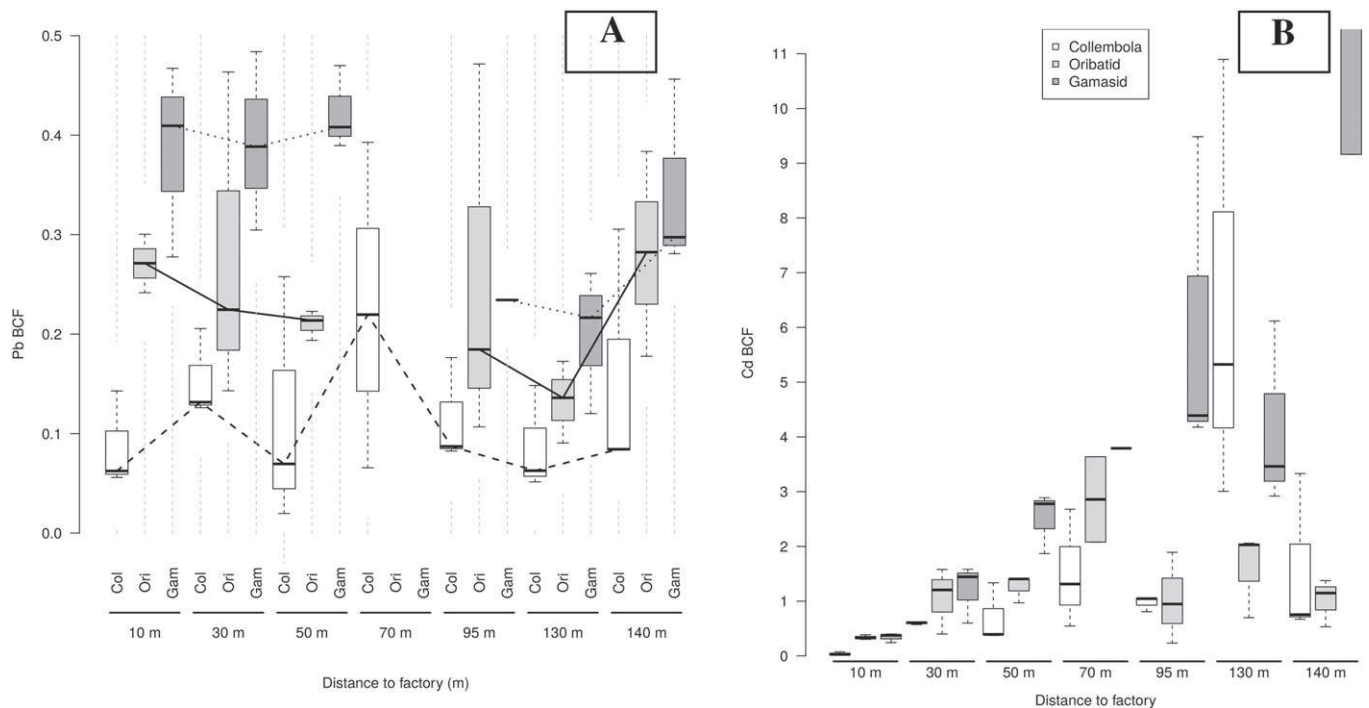 A
0.5
0.4
0.3
0.2
0.1
0.0
Pb BCF
Col Ori Gam Col Ori Gam Col Ori Gam Col Ori Gam Col Ori Gam Col Ori Gam Col Ori Gam
10 m 30 m 50 m 70 m 95 m 130 m 140 m
Distance to factory (m)
B
Collembola
Oribatid
Gamasid
11
10
9
8
7
6
5
4
3
2
1
0
Cd BCF
10 m 30 m 50 m 70 m 95 m 130 m 140 m
Distance to factory